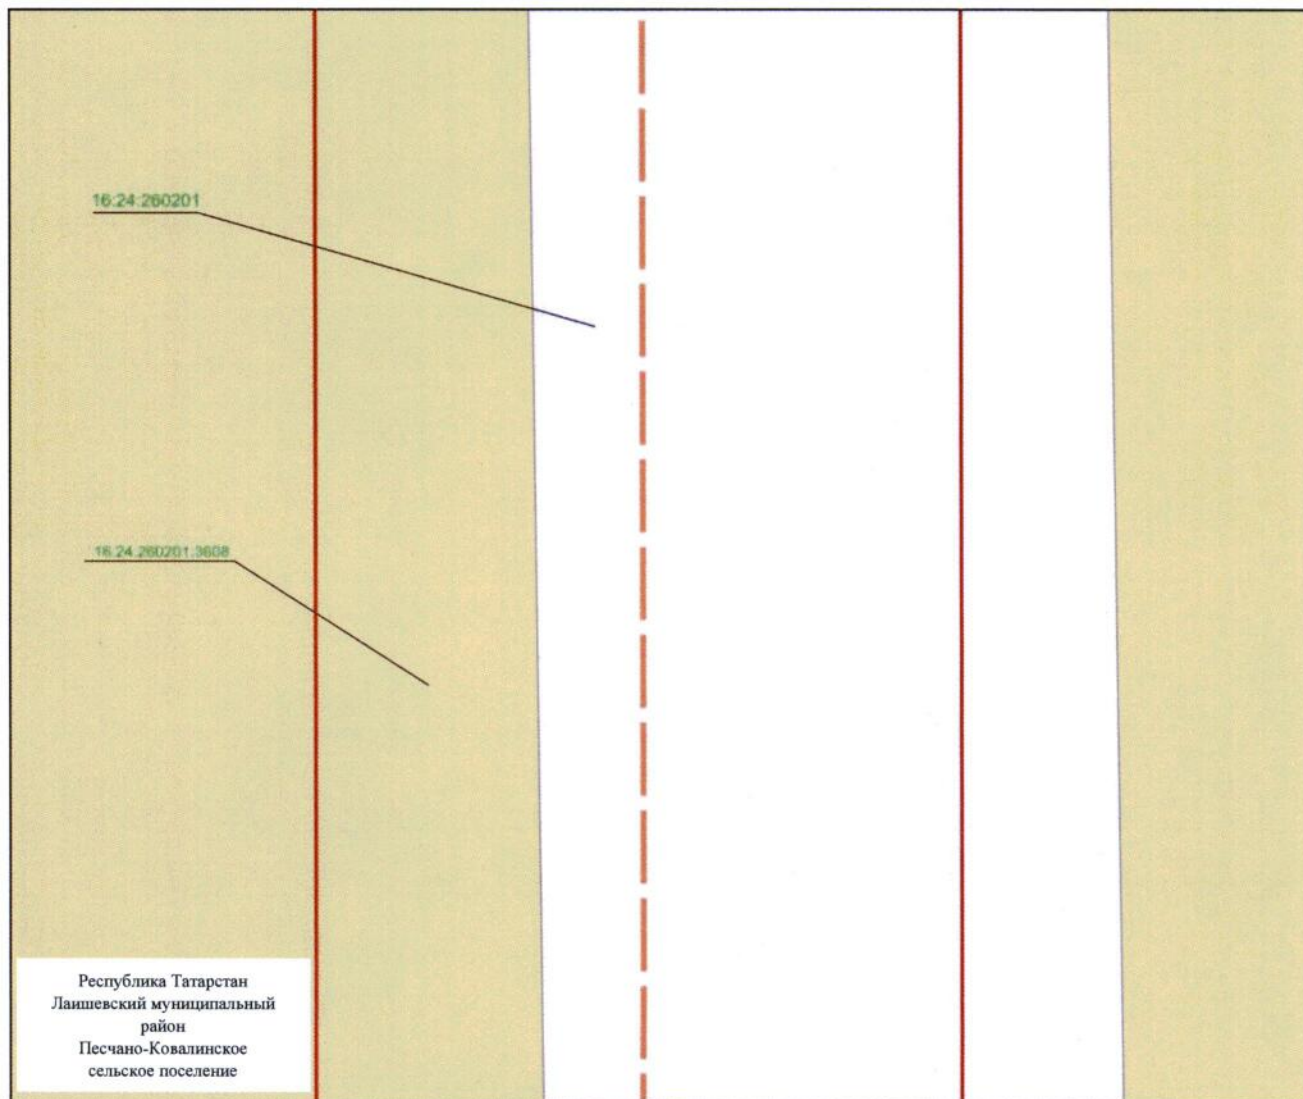 16:24:260201
16:24:260201:3608
Республика Татарстан
Лаишевский муниципальный
район
Песчано-Ковалинское
сельское поселение